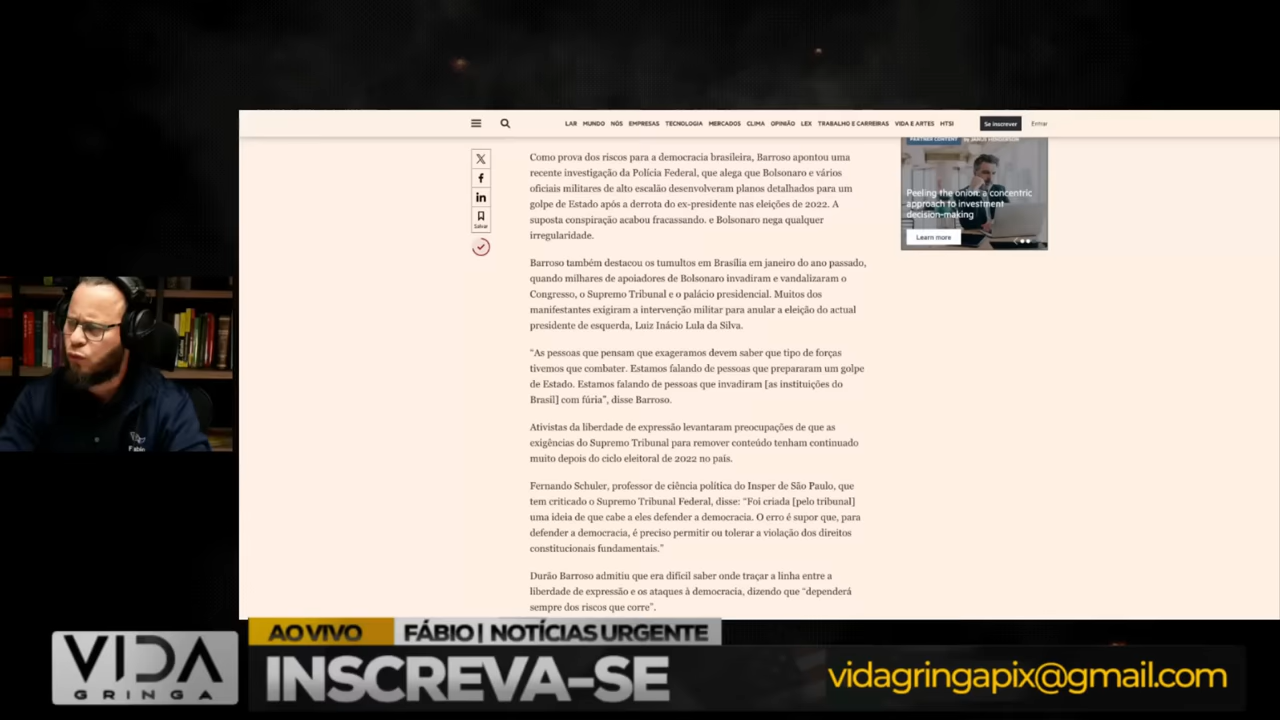 LAR MUNDO NÓS EMPRESAS TECNOLOGIA MERCADOS CLIMA OPINIÃO LEX TRABALHO E CARREIRAS VIDA E ARTES HTSI
Se inscrever
Entrar
Salvar
Como prova dos riscos para a democracia brasileira, Barroso apontou uma
recente investigação da Polícia Federal, que alega que Bolsonaro e vários
oficiais militares de alto escalão desenvolveram planos detalhados para um
golpe de Estado após a derrota do ex-presidente nas eleições de 2022. A
suposta conspiração acabou fracassando. e Bolsonaro nega qualquer
irregularidade.
Barroso também destacou os tumultos em Brasília em janeiro do ano passado,
quando milhares de apoiadores de Bolsonaro invadiram e vandalizaram o
Congresso, o Supremo Tribunal e o palácio presidencial. Muitos dos
manifestantes exigiram a intervenção militar para anular a eleição do actual
presidente de esquerda, Luiz Inácio Lula da Silva.
“As pessoas que pensam que exageramos devem saber que tipo de forças
tivemos que combater. Estamos falando de pessoas que prepararam um golpe
de Estado. Estamos falando de pessoas que invadiram [as instituições do
Brasil] com fúria”, disse Barroso.
Ativistas da liberdade de expressão levantaram preocupações de que as
exigências do Supremo Tribunal para remover conteúdo tenham continuado
muito depois do ciclo eleitoral de 2022 no país.
Fernando Schuler, professor de ciência política do Insper de São Paulo, que
tem criticado o Supremo Tribunal Federal, disse: “Foi criada [pelo tribunal]
uma ideia de que cabe a eles defender a democracia. O erro é supor que, para
defender a democracia, é preciso permitir ou tolerar a violação dos direitos
constitucionais fundamentais.”
Durão Barroso admitiu que era difícil saber onde traçar a linha entre a
liberdade de expressão e os ataques à democracia, dizendo que “dependerá
sempre dos riscos que corre”.
PARTNER CONTENT
Peeling the onion: a concentric
approach to investment
decision-making
Learn more
Fábio
VIDA
GRINGA
AO VIVO
FÁBIO | NOTÍCIAS URGENTE
INSCREVA-SE
vidagringapix@gmail.com